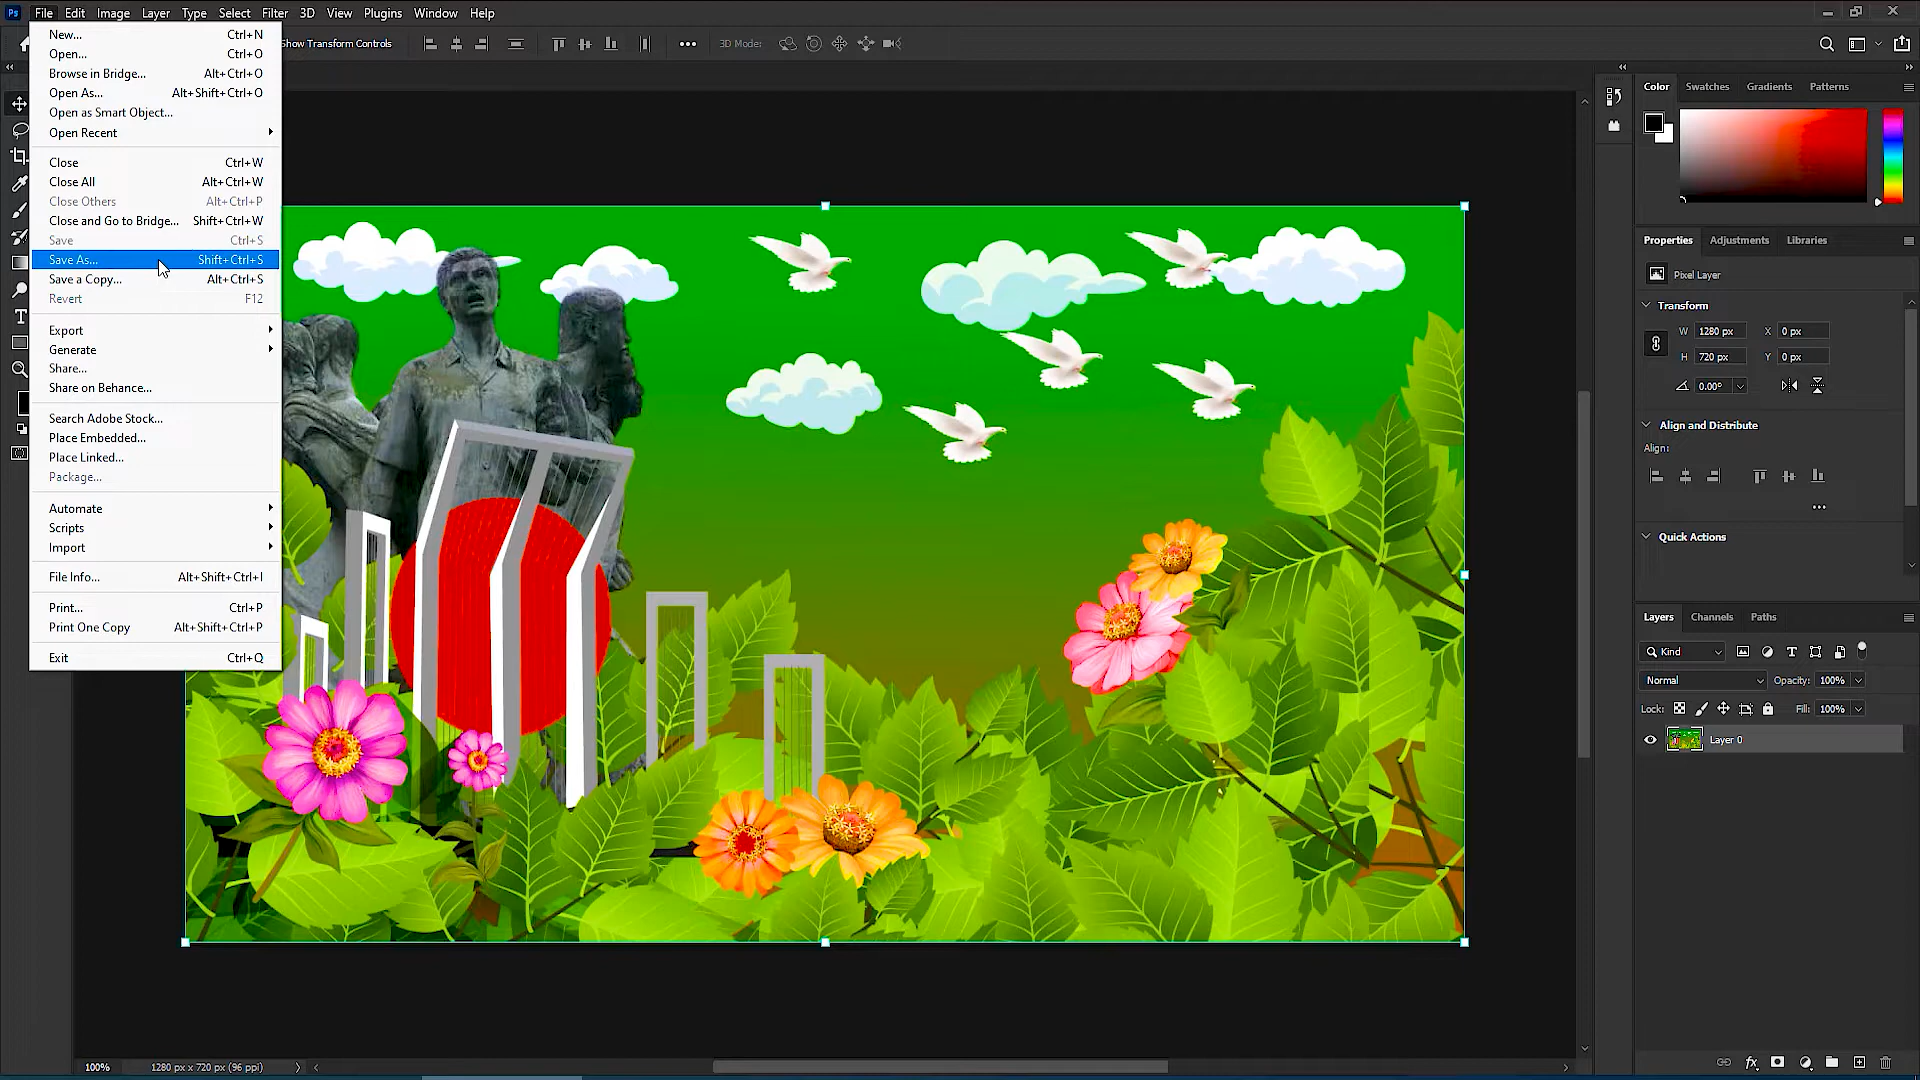 Ps File Edit Image Layer Type Select Filter 3D View Plugins Window Help
Show Transform Controls
3D Mode:
New... Ctrl+N
Open... Ctrl+O
Browse in Bridge... Alt+Ctrl+O
Open As... Alt+Shift+Ctrl+O
Open as Smart Object...
Open Recent
Close Ctrl+W
Close All Alt+Ctrl+W
Close Others Alt+Ctrl+P
Close and Go to Bridge... Shift+Ctrl+W
Save Ctrl+S
Save As... Shift+Ctrl+S
Save a Copy... Alt+Ctrl+S
Revert F12
Export
Generate
Share...
Share on Behance...
Search Adobe Stock...
Place Embedded...
Place Linked...
Package...
Automate
Scripts
Import
File Info... Alt+Shift+Ctrl+I
Print... Ctrl+P
Print One Copy Alt+Shift+Ctrl+P
Exit Ctrl+Q
Color Swatches Gradients Patterns
Properties Adjustments Libraries
Pixel Layer
Transform
W 1280 px X 0 px
H 720 px Y 0 px
0.00°
Align and Distribute
Align:
Quick Actions
Layers Channels Paths
Kind
Normal Opacity: 100%
Lock: Fill: 100%
Layer 0
100% 1280 px x 720 px (96 ppi)